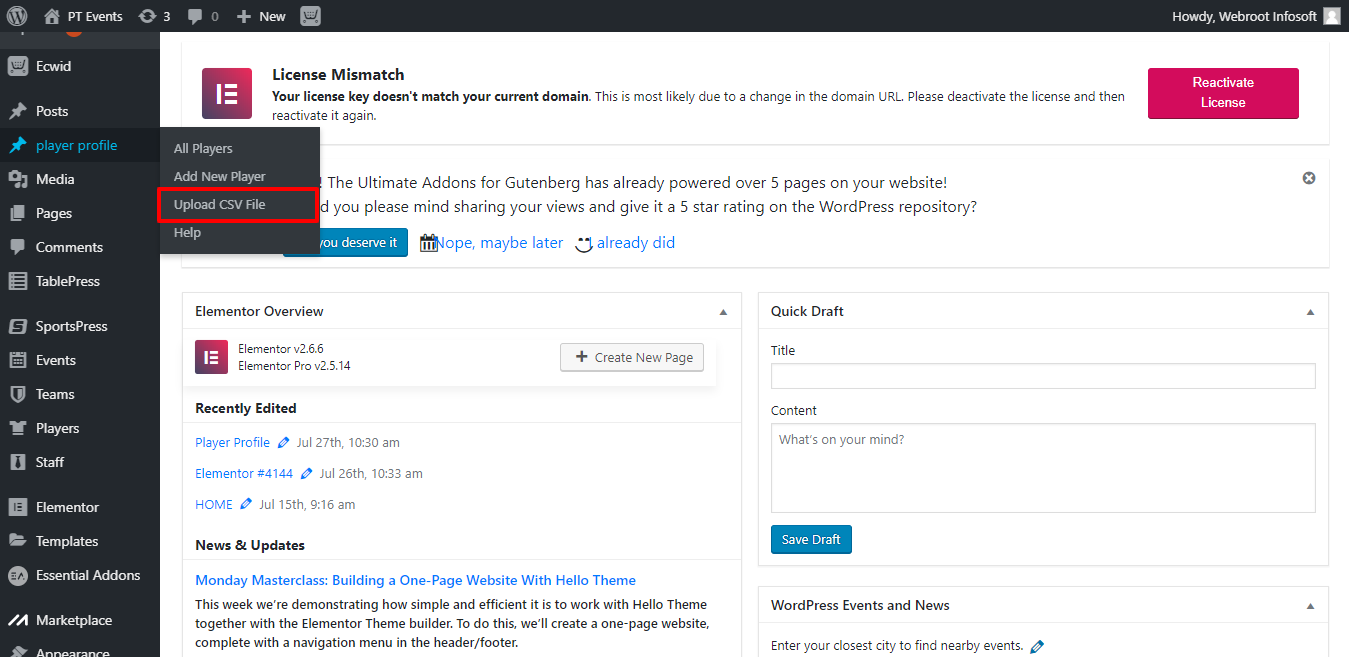 PT Events 3 0 New
Howdy, Webroot Infosoft
Ecwid
Posts
player profile
Media
Pages
Comments
TablePress
SportsPress
Events
Teams
Players
Staff
Elementor
Templates
Essential Addons
Marketplace
Appearance
All Players
Add New Player
Upload CSV File
Help
License Mismatch
Your license key doesn't match your current domain. This is most likely due to a change in the domain URL. Please deactivate the license and then
reactivate it again.
Reactivate
License
! The Ultimate Addons for Gutenberg has already powered over 5 pages on your website!
you please mind sharing your views and give it a 5 star rating on the WordPress repository?
you deserve it
Nope, maybe later
already did
Elementor Overview
Elementor v2.6.6
Elementor Pro v2.5.14
Create New Page
Recently Edited
Player Profile Jul 27th, 10:30 am
Elementor #4144 Jul 26th, 10:33 am
HOME Jul 15th, 9:16 am
News & Updates
Monday Masterclass: Building a One-Page Website With Hello Theme
This week we're demonstrating how simple and efficient it is to work with Hello Theme
together with the Elementor Theme builder. To do this, we'll create a one-page website,
complete with a navigation menu in the header/footer.
Quick Draft
Title
Content
What's on your mind?
Save Draft
WordPress Events and News
Enter your closest city to find nearby events.